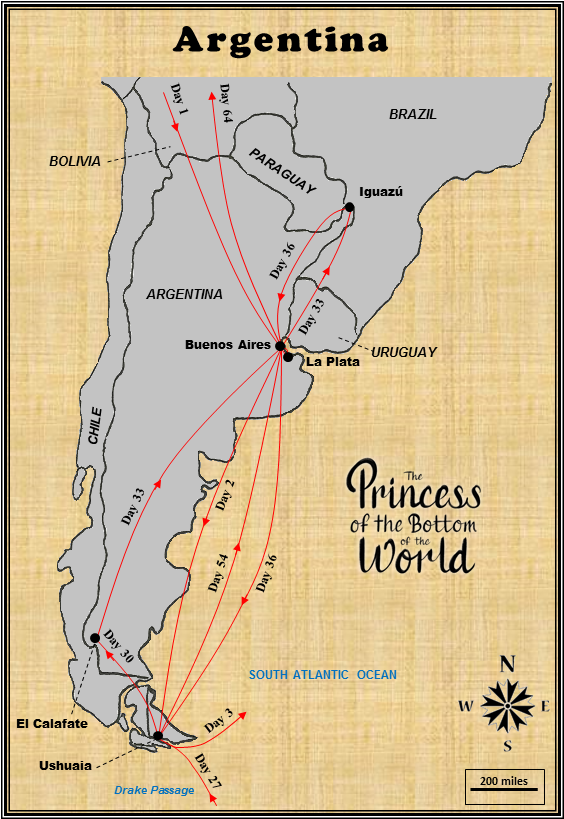 Argentina
Day 1
Day 64
BRAZIL
BOLIVIA
PARAGUAY
Iguazú
Day 36
ARGENTINA
Day 33
Buenos Aires
URUGUAY
La Plata
CHILE
The
Princess
of the Bottom
of the
World
Day 33
Day 2
Day 54
Day 36
Day 30
SOUTH ATLANTIC OCEAN
N
W
E
S
El Calafate
Day 3
Ushuaia
Day 27
Drake Passage
200 miles